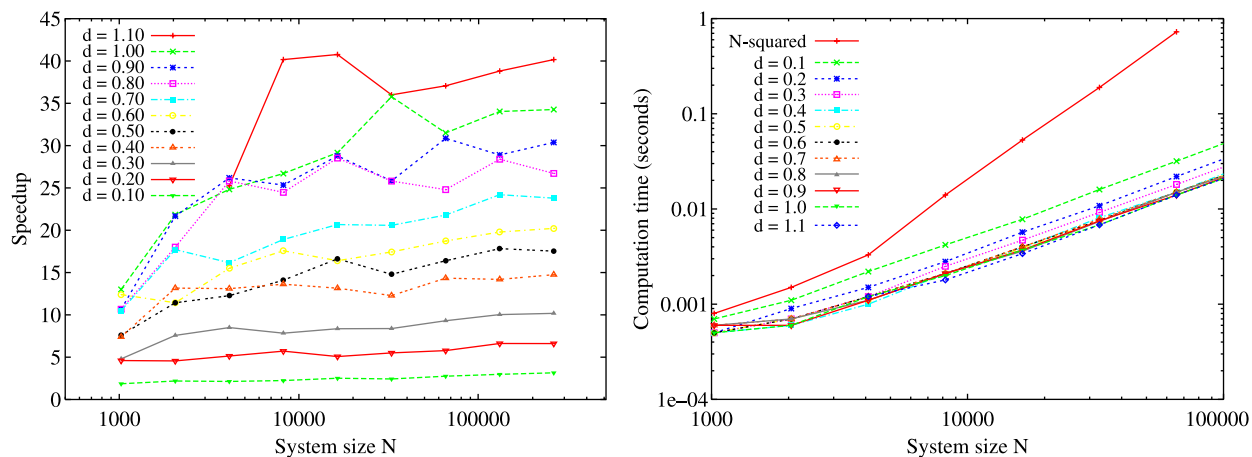 45
40
35
30
25
20
15
10
5
0
Speedup
d = 1.10
d = 1.00
d = 0.90
d = 0.80
d = 0.70
d = 0.60
d = 0.50
d = 0.40
d = 0.30
d = 0.20
d = 0.10
1000 10000 100000
System size N
1
0.1
0.01
0.001
1e−04
Computation time (seconds)
N-squared
d = 0.1
d = 0.2
d = 0.3
d = 0.4
d = 0.5
d = 0.6
d = 0.7
d = 0.8
d = 0.9
d = 1.0
d = 1.1
1000 10000 100000
System size N